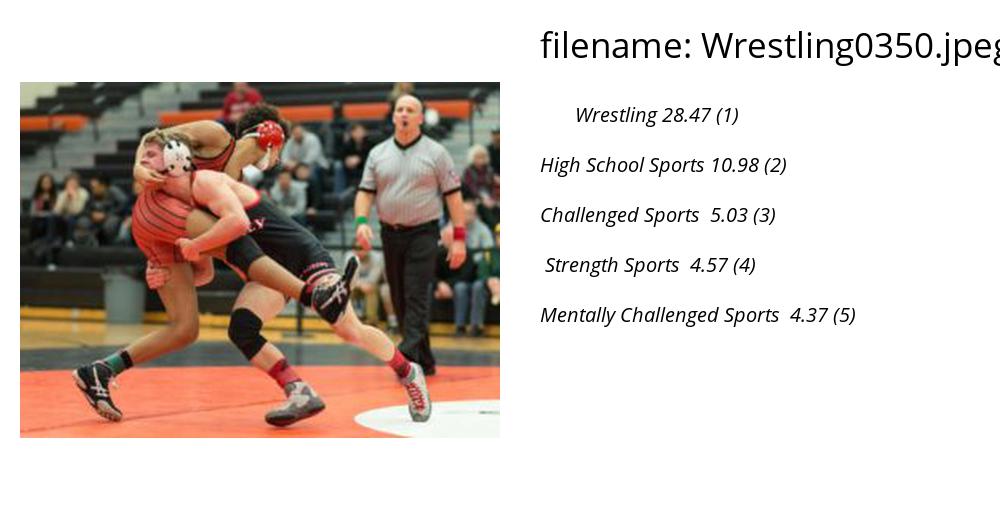 filename: Wrestling0350.jpeg
Wrestling 28.47 (1)
High School Sports 10.98 (2)
Challenged Sports 5.03 (3)
Strength Sports 4.57 (4)
Mentally Challenged Sports 4.37 (5)